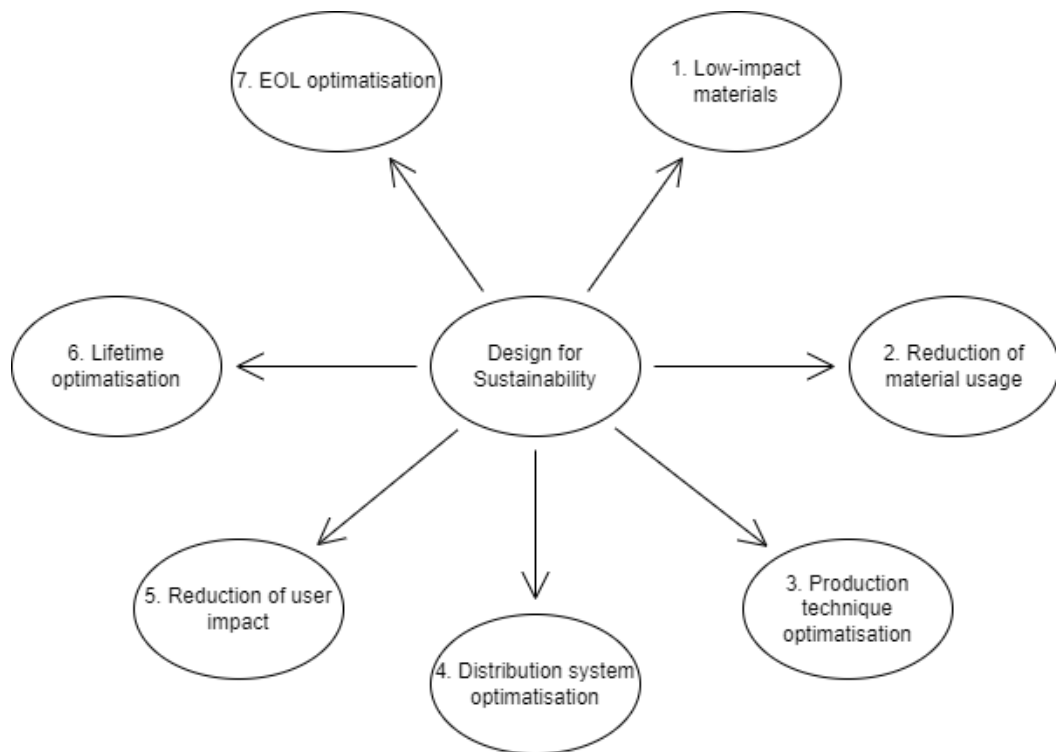 7. EOL optimatisation
1. Low-impact
materials
6. Lifetime
optimatisation
Design for
Sustainability
2. Reduction of
material usage
5. Reduction of user
impact
4. Distribution system
optimatisation
3. Production
technique
optimatisation